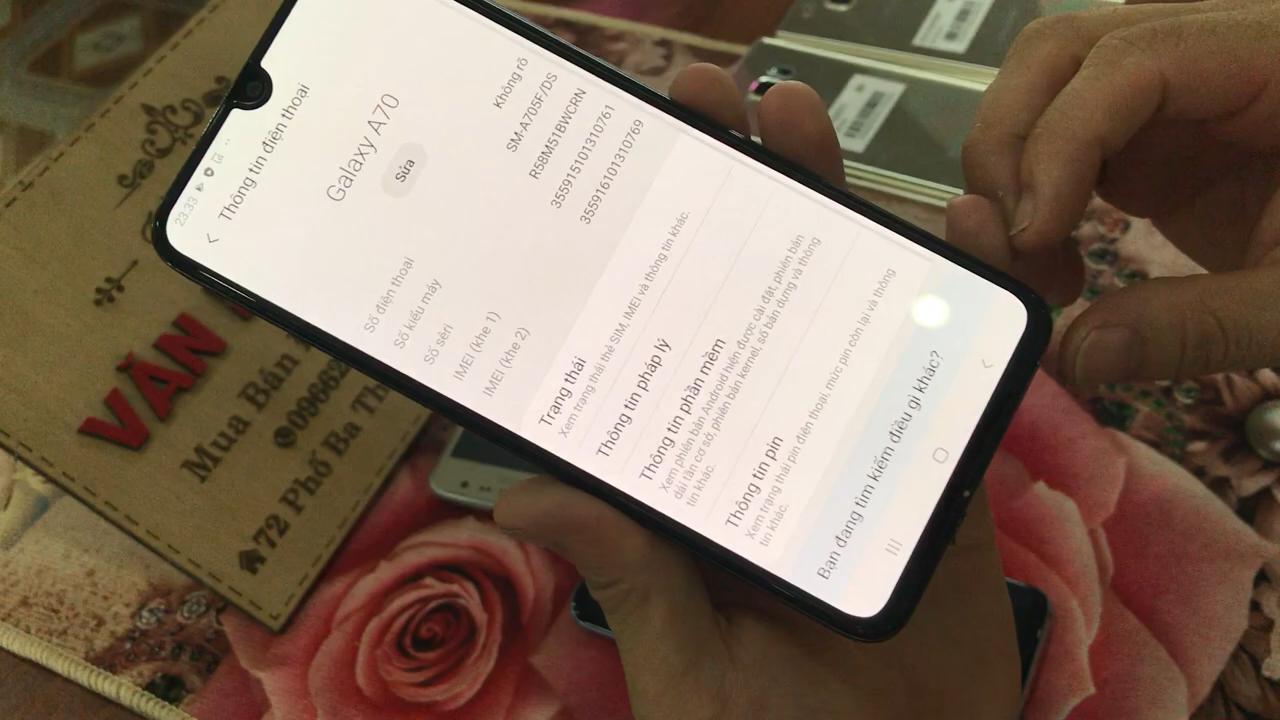 23:33
Thông tin điện thoại
Galaxy A70
Sửa
Số điện thoại Không rõ
Số kiểu máy SM-A705F/DS
Số sêri R58M51BWCRN
IMEI (khe 1) 355915101310761
IMEI (khe 2) 355916101310769
Trạng thái
Xem trạng thái thẻ SIM, IMEI và thông tin khác.
Thông tin pháp lý
Thông tin phần mềm
Xem phiên bản Android hiện được cài đặt, phiên bản
dải tần cơ sở, phiên bản kernel, số bản dựng và thông
tin khác.
Thông tin pin
Xem trạng thái pin điện thoại, mức pin còn lại và thông
tin khác.
Bạn đang tìm kiếm điều gì khác?
VĂN
Mua Bán
09662
72 Phố Ba Th